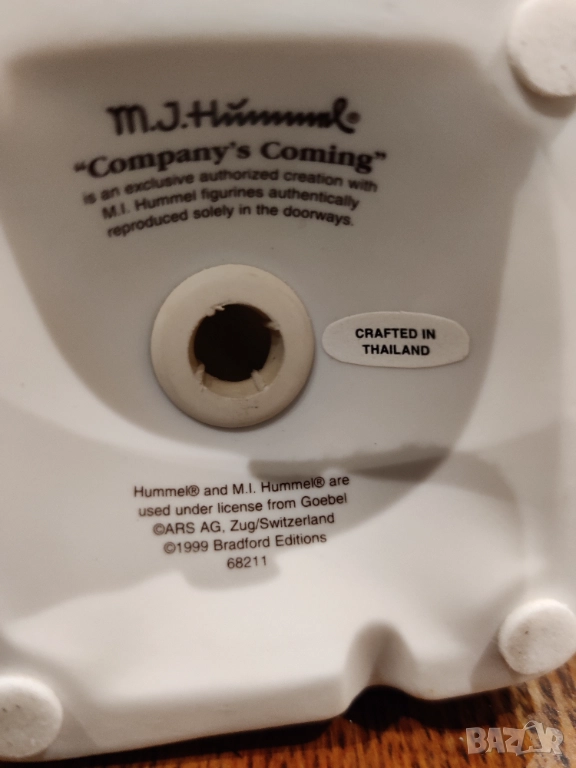 M.J.Hummel®
"Company's Coming"
is an exclusive authorized creation with
M.I. Hummel figurines authentically
reproduced solely in the doorways.
CRAFTED IN
THAILAND
Hummel® and M.I. Hummel® are
used under license from Goebel
©ARS AG, Zug/Switzerland
©1999 Bradford Editions
68211
BAZAR